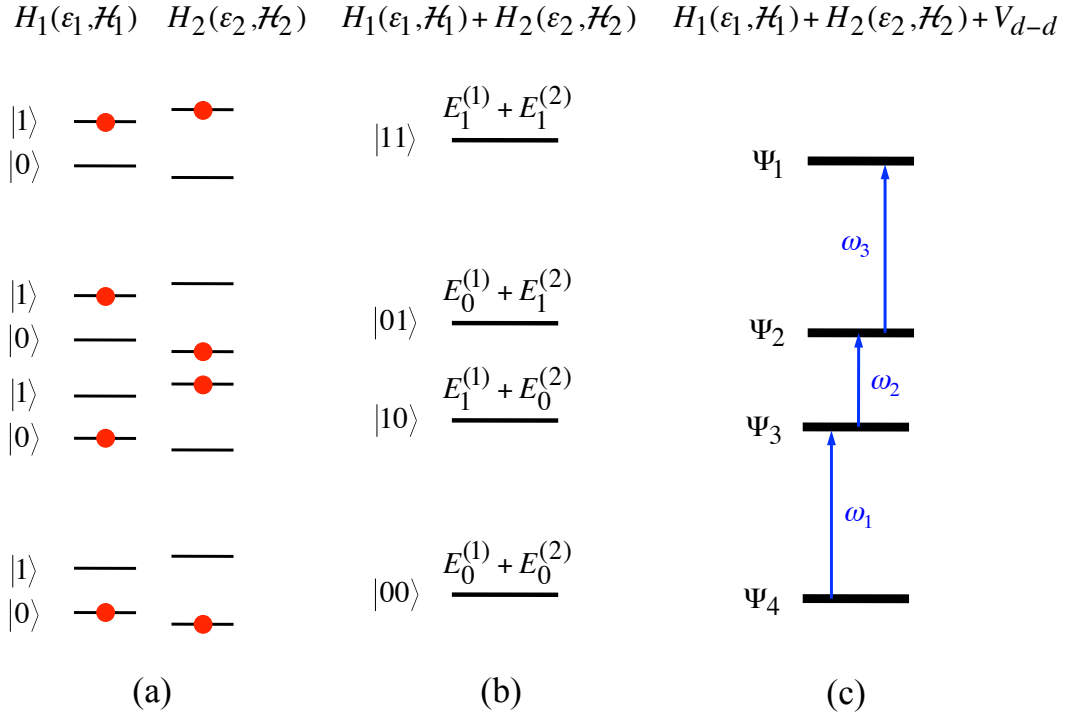 H₁(ε₁,ℋ₁) H₂(ε₂,ℋ₂) H₁(ε₁,ℋ₁)+H₂(ε₂,ℋ₂) H₁(ε₁,ℋ₁)+H₂(ε₂,ℋ₂)+V_{d−d}
|1⟩
|0⟩
|1⟩
|0⟩
|1⟩
|0⟩
|1⟩
|0⟩
E₁⁽¹⁾ + E₁⁽²⁾
|11⟩
E₀⁽¹⁾ + E₁⁽²⁾
|01⟩
E₁⁽¹⁾ + E₀⁽²⁾
|10⟩
E₀⁽¹⁾ + E₀⁽²⁾
|00⟩
Ψ₁
ω₃
Ψ₂
ω₂
Ψ₃
ω₁
Ψ₄
(a) (b) (c)